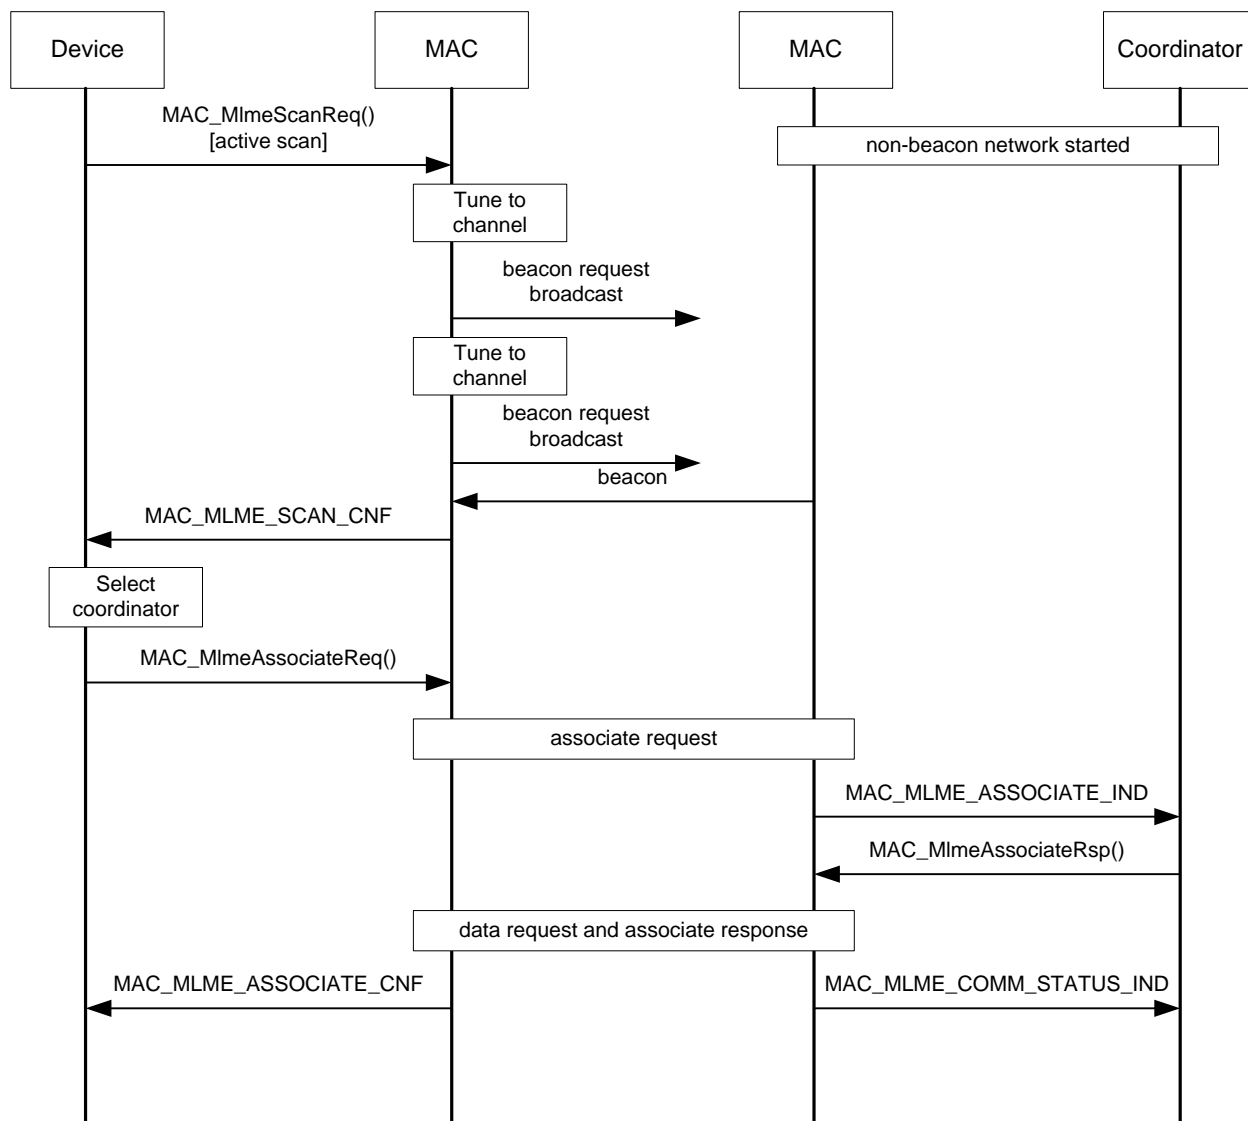 Device
MAC
MAC
Coordinator
MAC_MlmeScanReq()
[active scan]
non-beacon network started
Tune to
channel
beacon request
broadcast
Tune to
channel
beacon request
broadcast
beacon
MAC_MLME_SCAN_CNF
Select
coordinator
MAC_MlmeAssociateReq()
associate request
MAC_MLME_ASSOCIATE_IND
MAC_MlmeAssociateRsp()
data request and associate response
MAC_MLME_ASSOCIATE_CNF
MAC_MLME_COMM_STATUS_IND